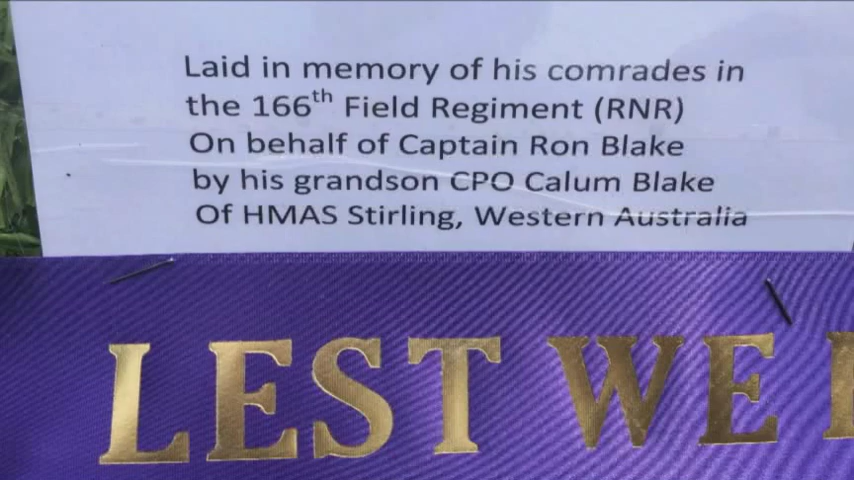 Laid in memory of his comrades in
the 166th Field Regiment (RNR)
On behalf of Captain Ron Blake
by his grandson CPO Calum Blake
Of HMAS Stirling, Western Australia
LEST WE